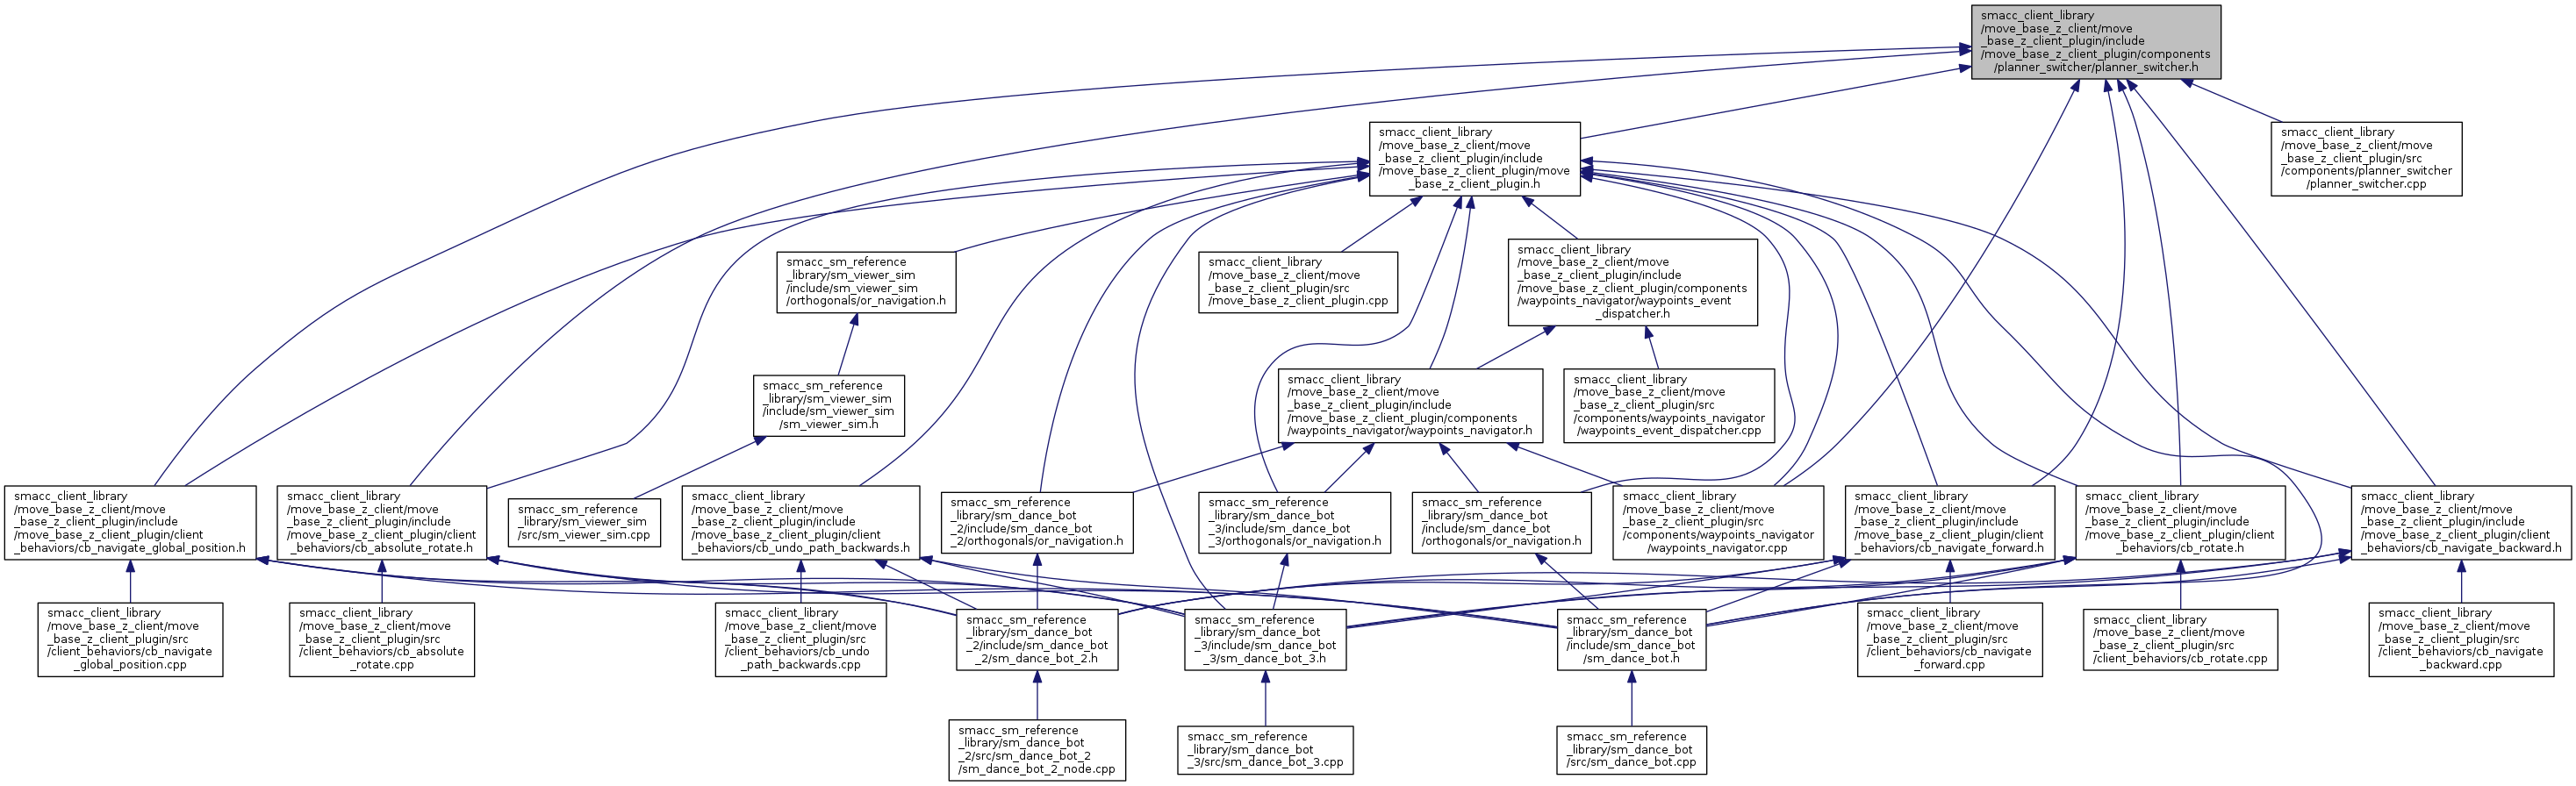 smacc_client_library
/move_base_z_client/move
_base_z_client_plugin/include
/move_base_z_client_plugin/components
/planner_switcher/planner_switcher.h
smacc_client_library
/move_base_z_client/move
_base_z_client_plugin/include
/move_base_z_client_plugin/move
_base_z_client_plugin.h
smacc_client_library
/move_base_z_client/move
_base_z_client_plugin/src
/components/planner_switcher
/planner_switcher.cpp
smacc_sm_reference
_library/sm_viewer_sim
/include/sm_viewer_sim
/orthogonals/or_navigation.h
smacc_client_library
/move_base_z_client/move
_base_z_client_plugin/src
/move_base_z_client_plugin.cpp
smacc_client_library
/move_base_z_client/move
_base_z_client_plugin/include
/move_base_z_client_plugin/components
/waypoints_navigator/waypoints_event
_dispatcher.h
smacc_sm_reference
_library/sm_viewer_sim
/include/sm_viewer_sim
/sm_viewer_sim.h
smacc_client_library
/move_base_z_client/move
_base_z_client_plugin/include
/move_base_z_client_plugin/components
/waypoints_navigator/waypoints_navigator.h
smacc_client_library
/move_base_z_client/move
_base_z_client_plugin/src
/components/waypoints_navigator
/waypoints_event_dispatcher.cpp
smacc_client_library
/move_base_z_client/move
_base_z_client_plugin/include
/move_base_z_client_plugin/client
_behaviors/cb_navigate_global_position.h
smacc_client_library
/move_base_z_client/move
_base_z_client_plugin/include
/move_base_z_client_plugin/client
_behaviors/cb_absolute_rotate.h
smacc_sm_reference
_library/sm_viewer_sim
/src/sm_viewer_sim.cpp
smacc_client_library
/move_base_z_client/move
_base_z_client_plugin/include
/move_base_z_client_plugin/client
_behaviors/cb_undo_path_backwards.h
smacc_sm_reference
_library/sm_dance_bot
_2/include/sm_dance_bot
_2/orthogonals/or_navigation.h
smacc_sm_reference
_library/sm_dance_bot
_3/include/sm_dance_bot
_3/orthogonals/or_navigation.h
smacc_sm_reference
_library/sm_dance_bot
/include/sm_dance_bot
/orthogonals/or_navigation.h
smacc_client_library
/move_base_z_client/move
_base_z_client_plugin/src
/components/waypoints_navigator
/waypoints_navigator.cpp
smacc_client_library
/move_base_z_client/move
_base_z_client_plugin/include
/move_base_z_client_plugin/client
_behaviors/cb_navigate_forward.h
smacc_client_library
/move_base_z_client/move
_base_z_client_plugin/include
/move_base_z_client_plugin/client
_behaviors/cb_rotate.h
smacc_client_library
/move_base_z_client/move
_base_z_client_plugin/include
/move_base_z_client_plugin/client
_behaviors/cb_navigate_backward.h
smacc_client_library
/move_base_z_client/move
_base_z_client_plugin/src
/client_behaviors/cb_navigate
_global_position.cpp
smacc_client_library
/move_base_z_client/move
_base_z_client_plugin/src
/client_behaviors/cb_absolute
_rotate.cpp
smacc_client_library
/move_base_z_client/move
_base_z_client_plugin/src
/client_behaviors/cb_undo
_path_backwards.cpp
smacc_sm_reference
_library/sm_dance_bot
_2/include/sm_dance_bot
_2/sm_dance_bot_2.h
smacc_sm_reference
_library/sm_dance_bot
_3/include/sm_dance_bot
_3/sm_dance_bot_3.h
smacc_sm_reference
_library/sm_dance_bot
/include/sm_dance_bot
/sm_dance_bot.h
smacc_client_library
/move_base_z_client/move
_base_z_client_plugin/src
/client_behaviors/cb_navigate
_forward.cpp
smacc_client_library
/move_base_z_client/move
_base_z_client_plugin/src
/client_behaviors/cb_rotate.cpp
smacc_client_library
/move_base_z_client/move
_base_z_client_plugin/src
/client_behaviors/cb_navigate
_backward.cpp
smacc_sm_reference
_library/sm_dance_bot
_2/src/sm_dance_bot_2
/sm_dance_bot_2_node.cpp
smacc_sm_reference
_library/sm_dance_bot
_3/src/sm_dance_bot_3.cpp
smacc_sm_reference
_library/sm_dance_bot
/src/sm_dance_bot.cpp